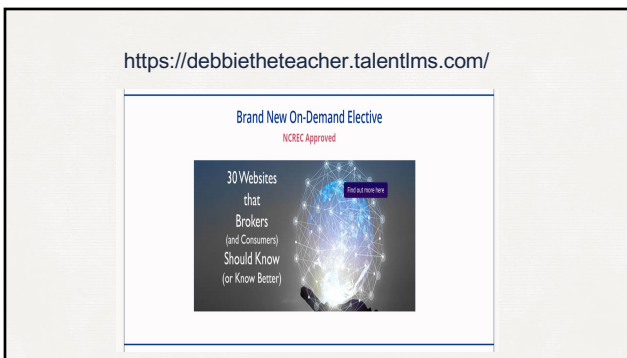 https://debbietheteacher.talentlms.com/
Brand New On-Demand Elective
NCREC Approved
30 Websites
that
Brokers
(and Consumers)
Should Know
(or Know Better)
Find out more here